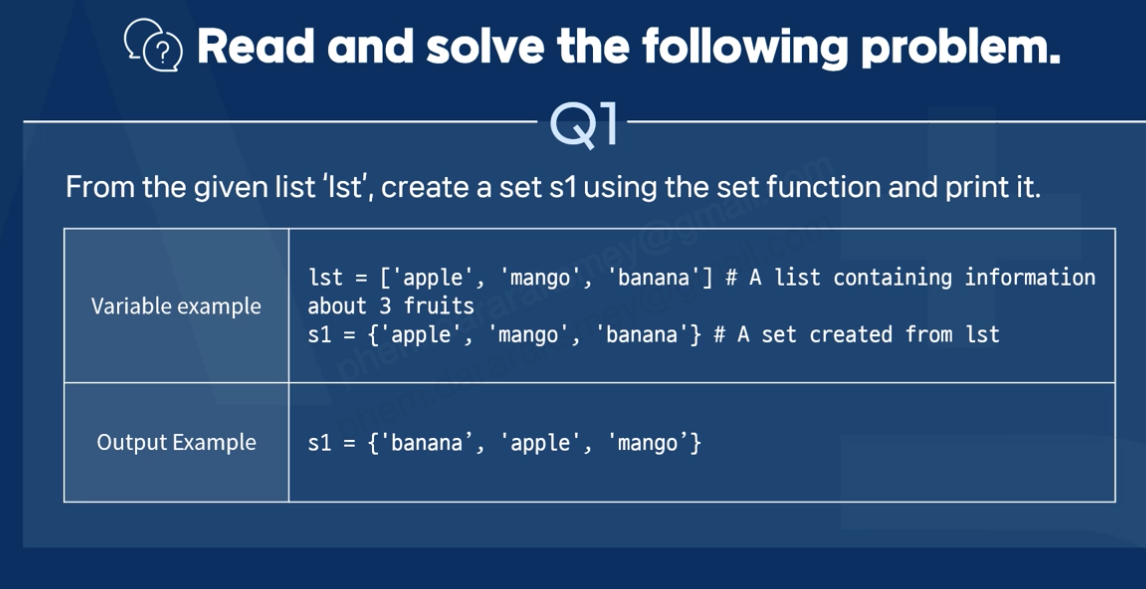 Read and solve the following problem.
Q1
From the given list 'lst', create a set s1 using the set function and print it.
Variable example
lst = ['apple', 'mango', 'banana'] # A list containing information
about 3 fruits
s1 = {'apple', 'mango', 'banana'} # A set created from lst
Output Example
s1 = {'banana’, 'apple', 'mango’}